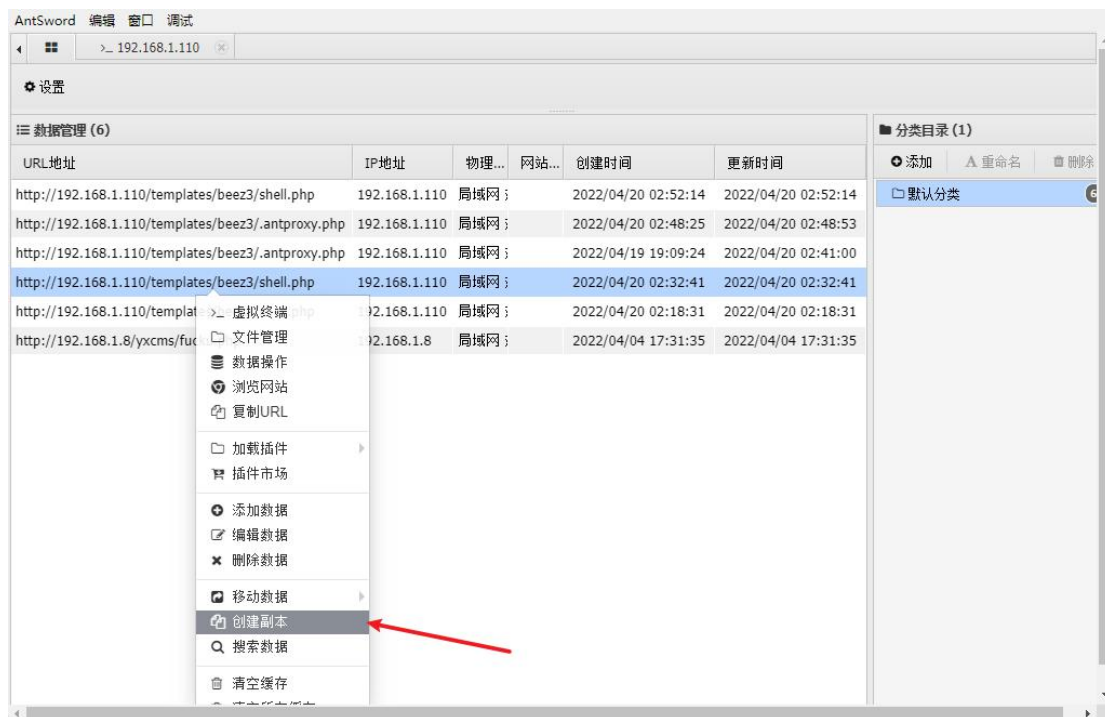 AntSword 编辑 窗口 调试
>_ 192.168.1.110
设置
数据管理 (6)
URL地址 IP地址 物理... 网站... 创建时间 更新时间
http://192.168.1.110/templates/beez3/shell.php 192.168.1.110 局域网 2022/04/20 02:52:14 2022/04/20 02:52:14
http://192.168.1.110/templates/beez3/.antproxy.php 192.168.1.110 局域网 2022/04/20 02:48:25 2022/04/20 02:48:53
http://192.168.1.110/templates/beez3/.antproxy.php 192.168.1.110 局域网 2022/04/19 19:09:24 2022/04/20 02:41:00
http://192.168.1.110/templates/beez3/shell.php 192.168.1.110 局域网 2022/04/20 02:32:41 2022/04/20 02:32:41
http://192.168.1.110/templat 192.168.1.110 局域网 2022/04/20 02:18:31 2022/04/20 02:18:31
http://192.168.1.8/yxcms/fuc 192.168.1.8 局域网 2022/04/04 17:31:35 2022/04/04 17:31:35
>_ 虚拟终端
文件管理
数据操作
浏览网站
复制URL
加载插件
插件市场
添加数据
编辑数据
删除数据
移动数据
创建副本
搜索数据
清空缓存
分类目录 (1)
添加 A 重命名 删除
默认分类 6